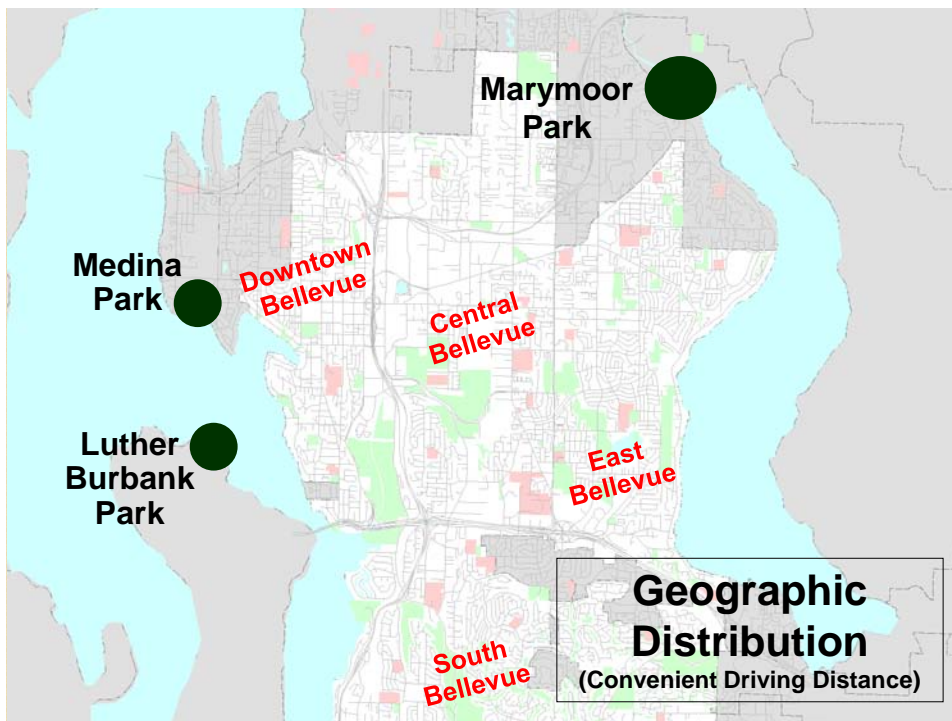 Marymoor
Park
Medina
Park
Downtown
Bellevue
Central
Bellevue
Luther
Burbank
Park
East
Bellevue
South
Bellevue
Geographic
Distribution
(Convenient Driving Distance)